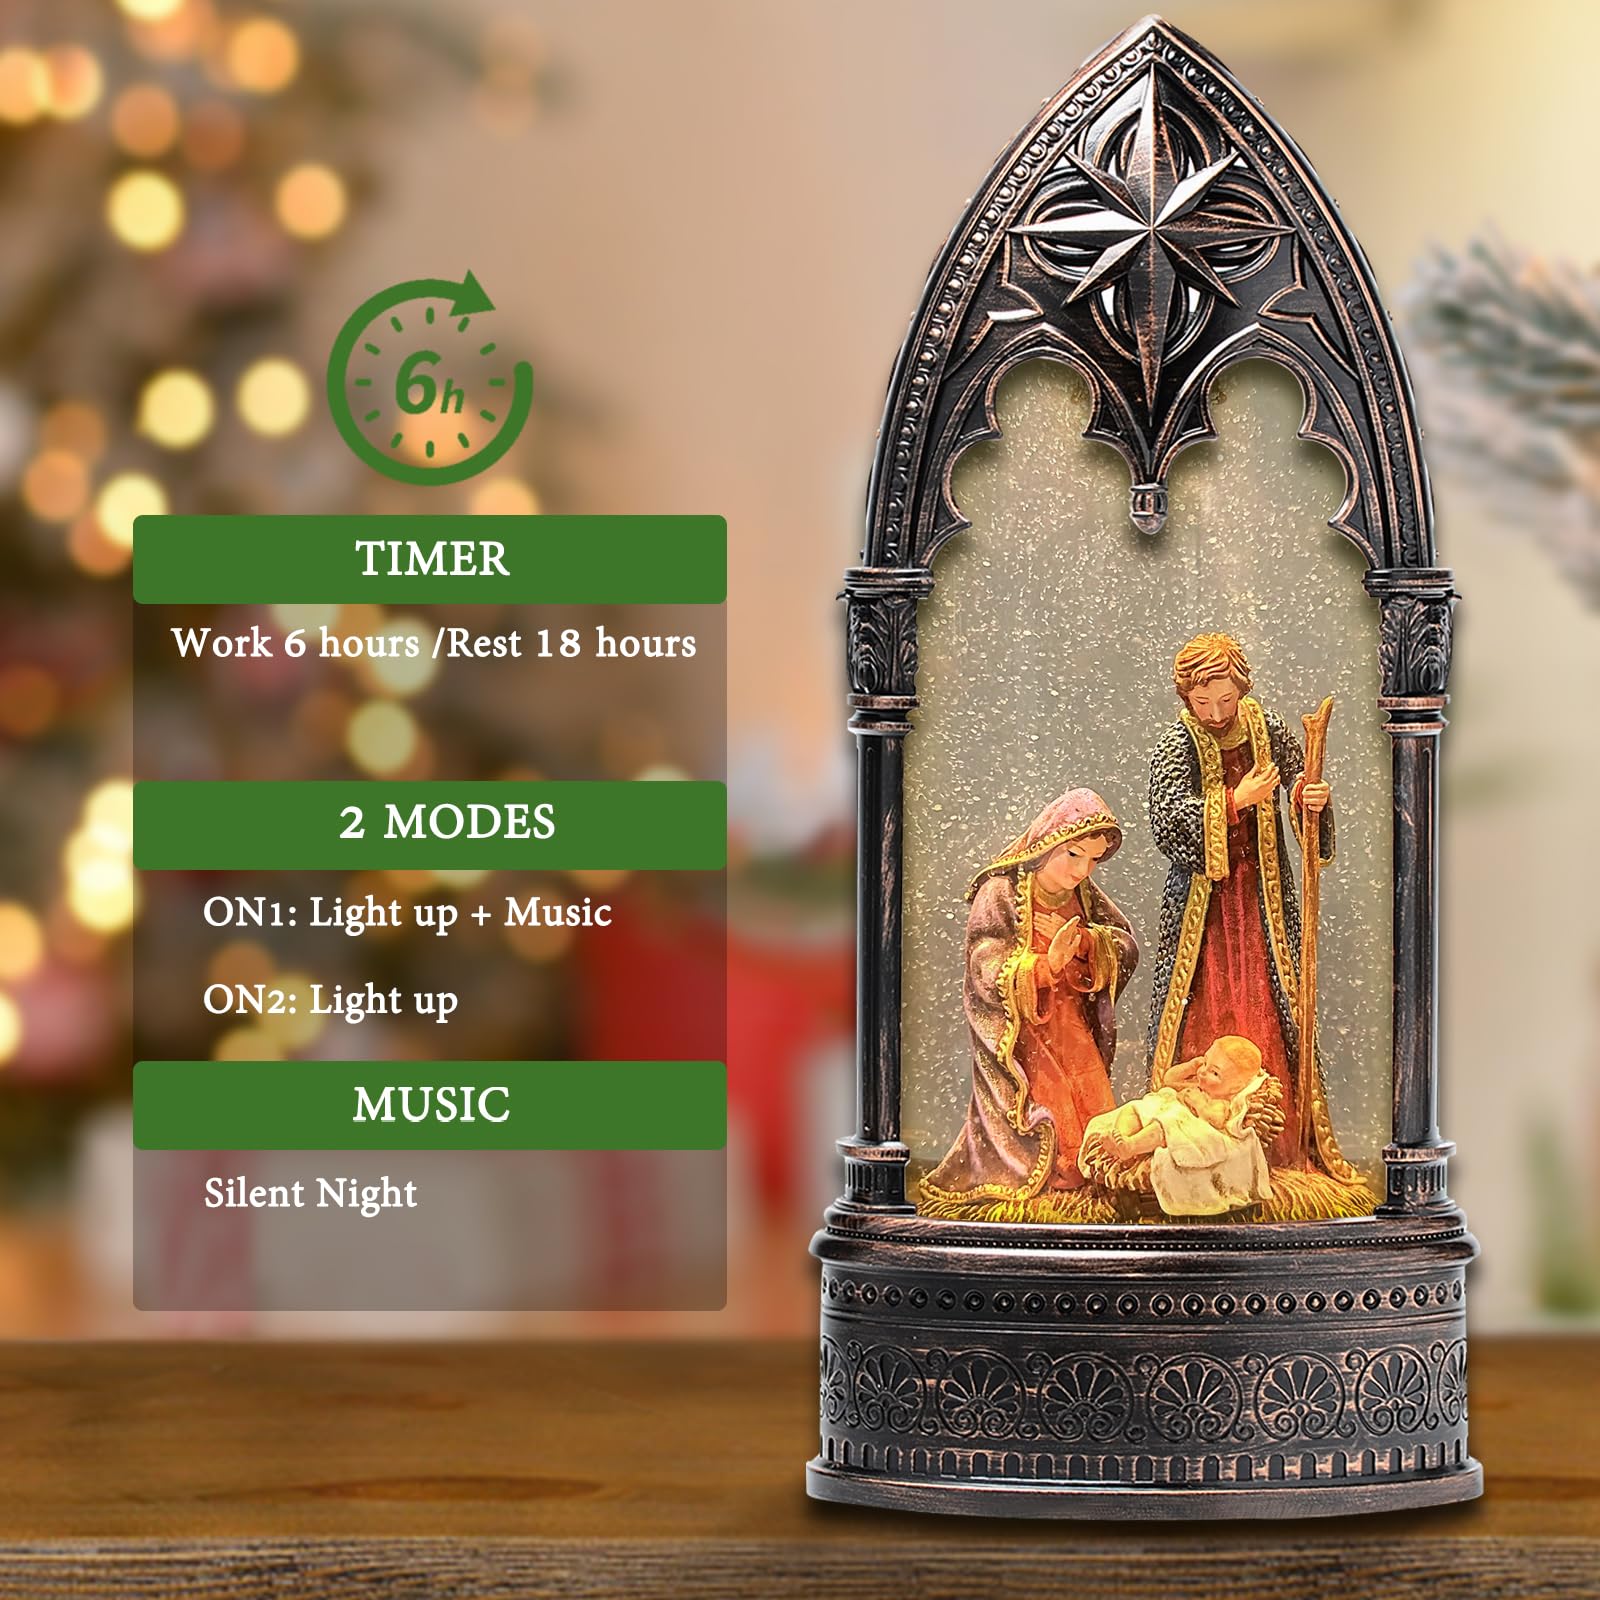 6h
TIMER
Work 6 hours /Rest 18 hours
2 MODES
ON1: Light up + Music
ON2: Light up
MUSIC
Silent Night